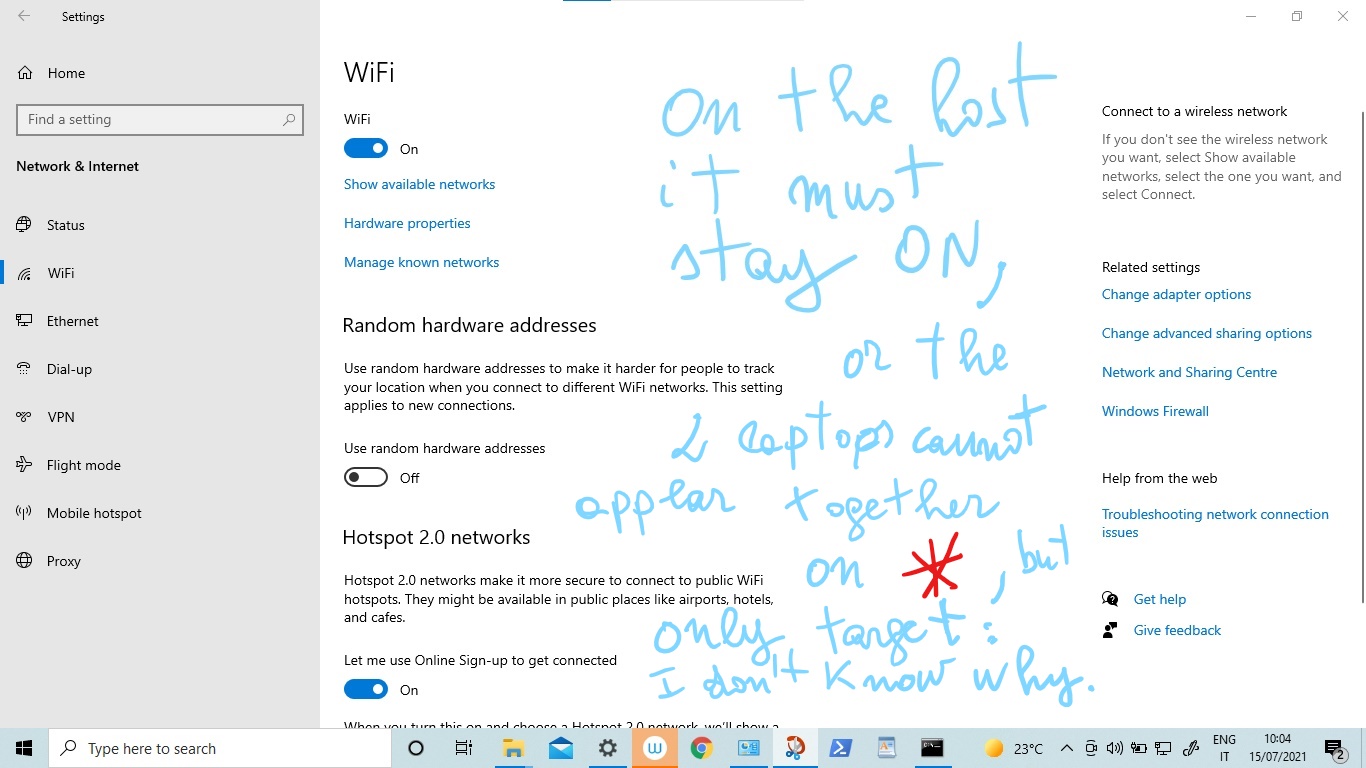 Settings
Home
Find a setting
Network & Internet
Status
WiFi
Ethernet
Dial-up
VPN
Flight mode
Mobile hotspot
Proxy
WiFi
WiFi
On
Show available networks
Hardware properties
Manage known networks
Random hardware addresses
Use random hardware addresses to make it harder for people to track
your location when you connect to different WiFi networks. This setting
applies to new connections.
Use random hardware addresses
Off
Hotspot 2.0 networks
Hotspot 2.0 networks make it more secure to connect to public WiFi
hotspots. They might be available in public places like airports, hotels,
and cafes.
Let me use Online Sign-up to get connected
On
When you turn this on and choose a Hotspot 2.0 network, we'll show a
On the host
it must
stay ON,
or the
2 laptops cannot
appear together
on *, but
only target:
I don't know why.
Connect to a wireless network
If you don't see the wireless network
you want, select Show available
networks, select the one you want, and
select Connect.
Related settings
Change adapter options
Change advanced sharing options
Network and Sharing Centre
Windows Firewall
Help from the web
Troubleshooting network connection
issues
Get help
Give feedback
Type here to search
23°C
ENG
IT
10:04
15/07/2021
2